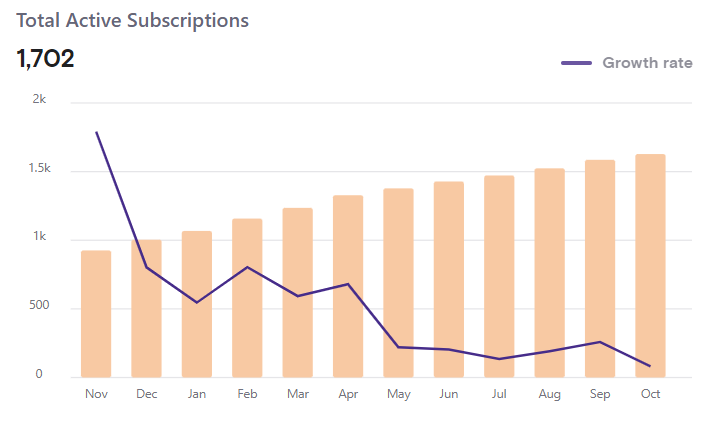 Total Active Subscriptions
1,702
Growth rate
2k
1.5k
1k
500
0
Nov Dec Jan Feb Mar Apr May Jun Jul Aug Sep Oct